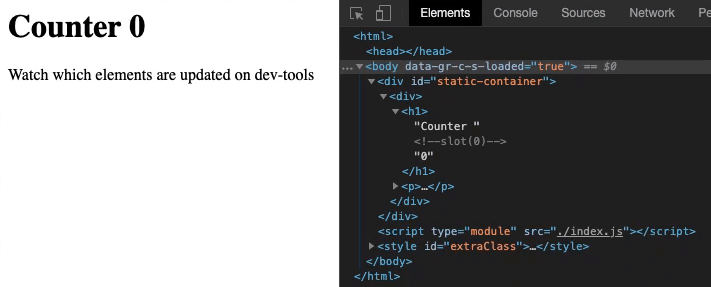 Counter 0
Watch which elements are updated on dev-tools
Elements Console Sources Network
<html>
<head></head>
...▼<body data-gr-c-s-loaded="true"> == $0
▼<div id="static-container">
▼<div>
▼<h1>
"Counter "
<!--slot(0)-->
"0"
</h1>
▶<p>…</p>
</div>
</div>
<script type="module" src="./index.js"></script>
▶<style id="extraClass">…</style>
</body>
</html>